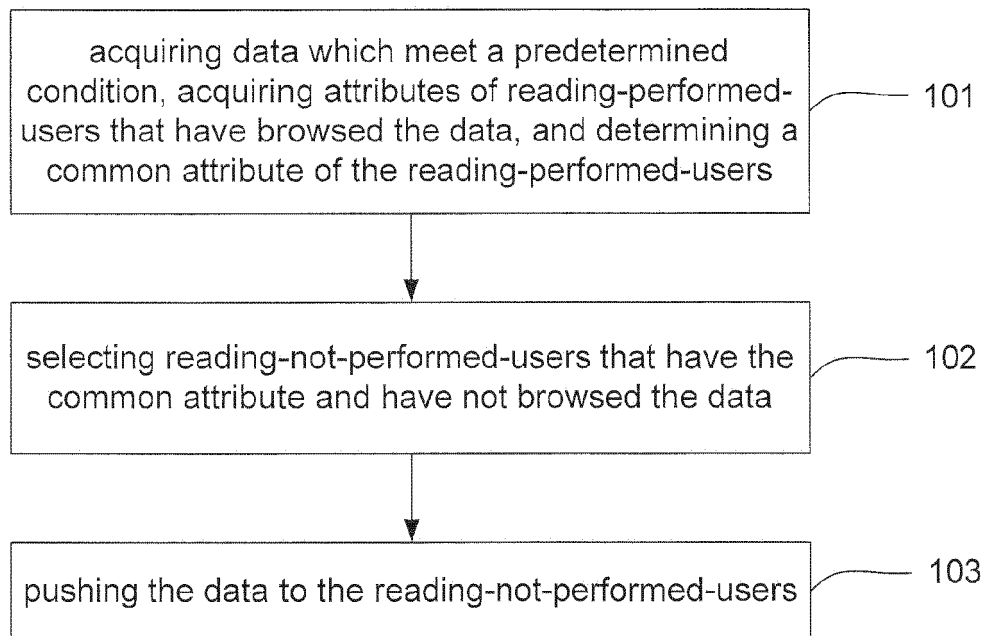 acquiring data which meet a predetermined
condition, acquiring attributes of reading-performed-
users that have browsed the data, and determining a
common attribute of the reading-performed-users
101
selecting reading-not-performed-users that have the
common attribute and have not browsed the data
102
pushing the data to the reading-not-performed-users
103